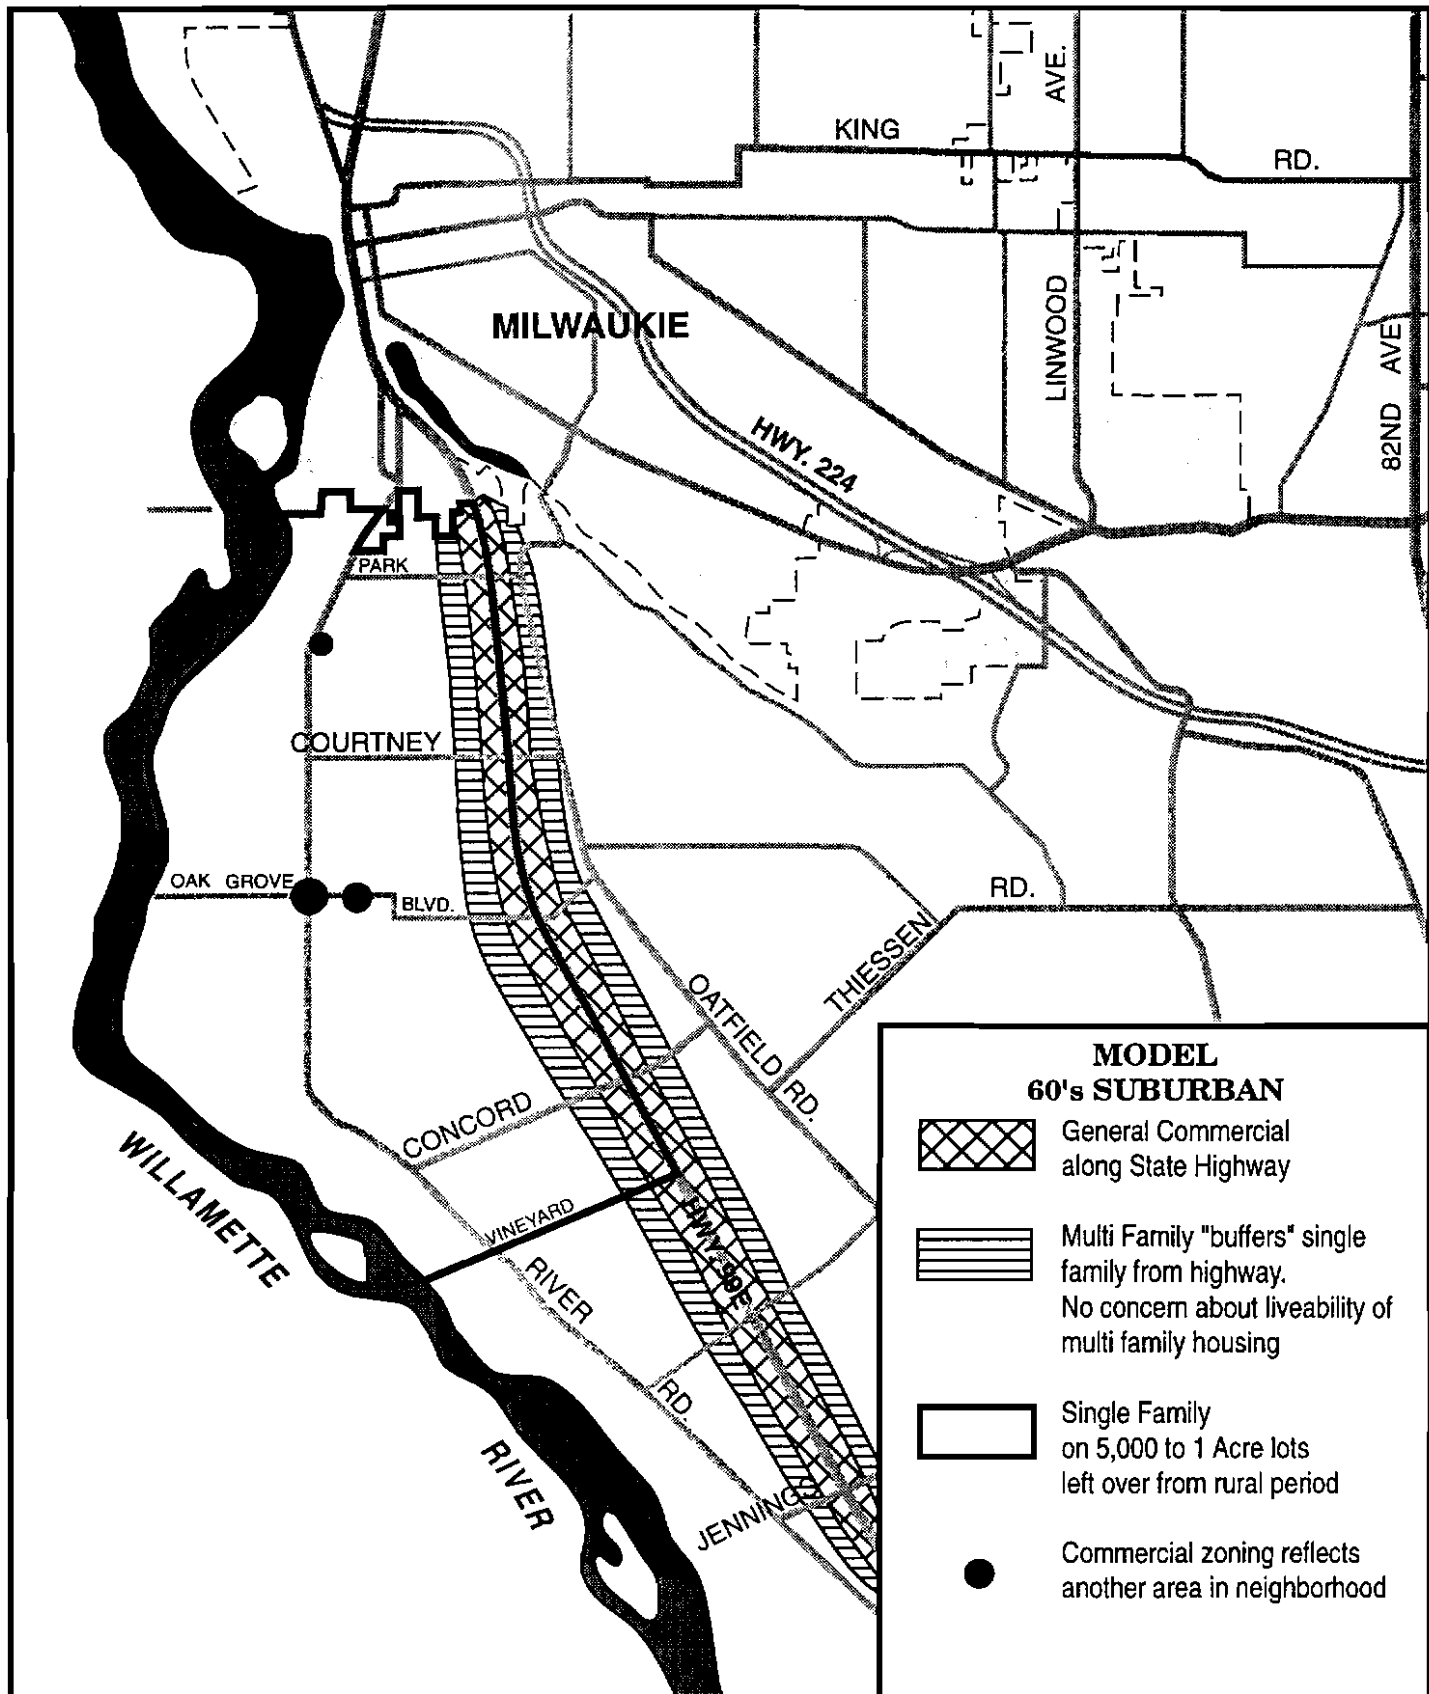 KING
RD.
AVE.
LINWOOD
82ND AVE
MILWAUKIE
HWY. 224
PARK
COURTNEY
OAK GROVE
BLVD.
RD.
THIESSEN
OATFIELD RD.
CONCORD
VINEYARD
HWY. 99E
RIVER
RD.
JENNINGS
WILLAMETTE
RIVER
MODEL
60's SUBURBAN
General Commercial
along State Highway
Multi Family "buffers" single
family from highway.
No concern about liveability of
multi family housing
Single Family
on 5,000 to 1 Acre lots
left over from rural period
Commercial zoning reflects
another area in neighborhood